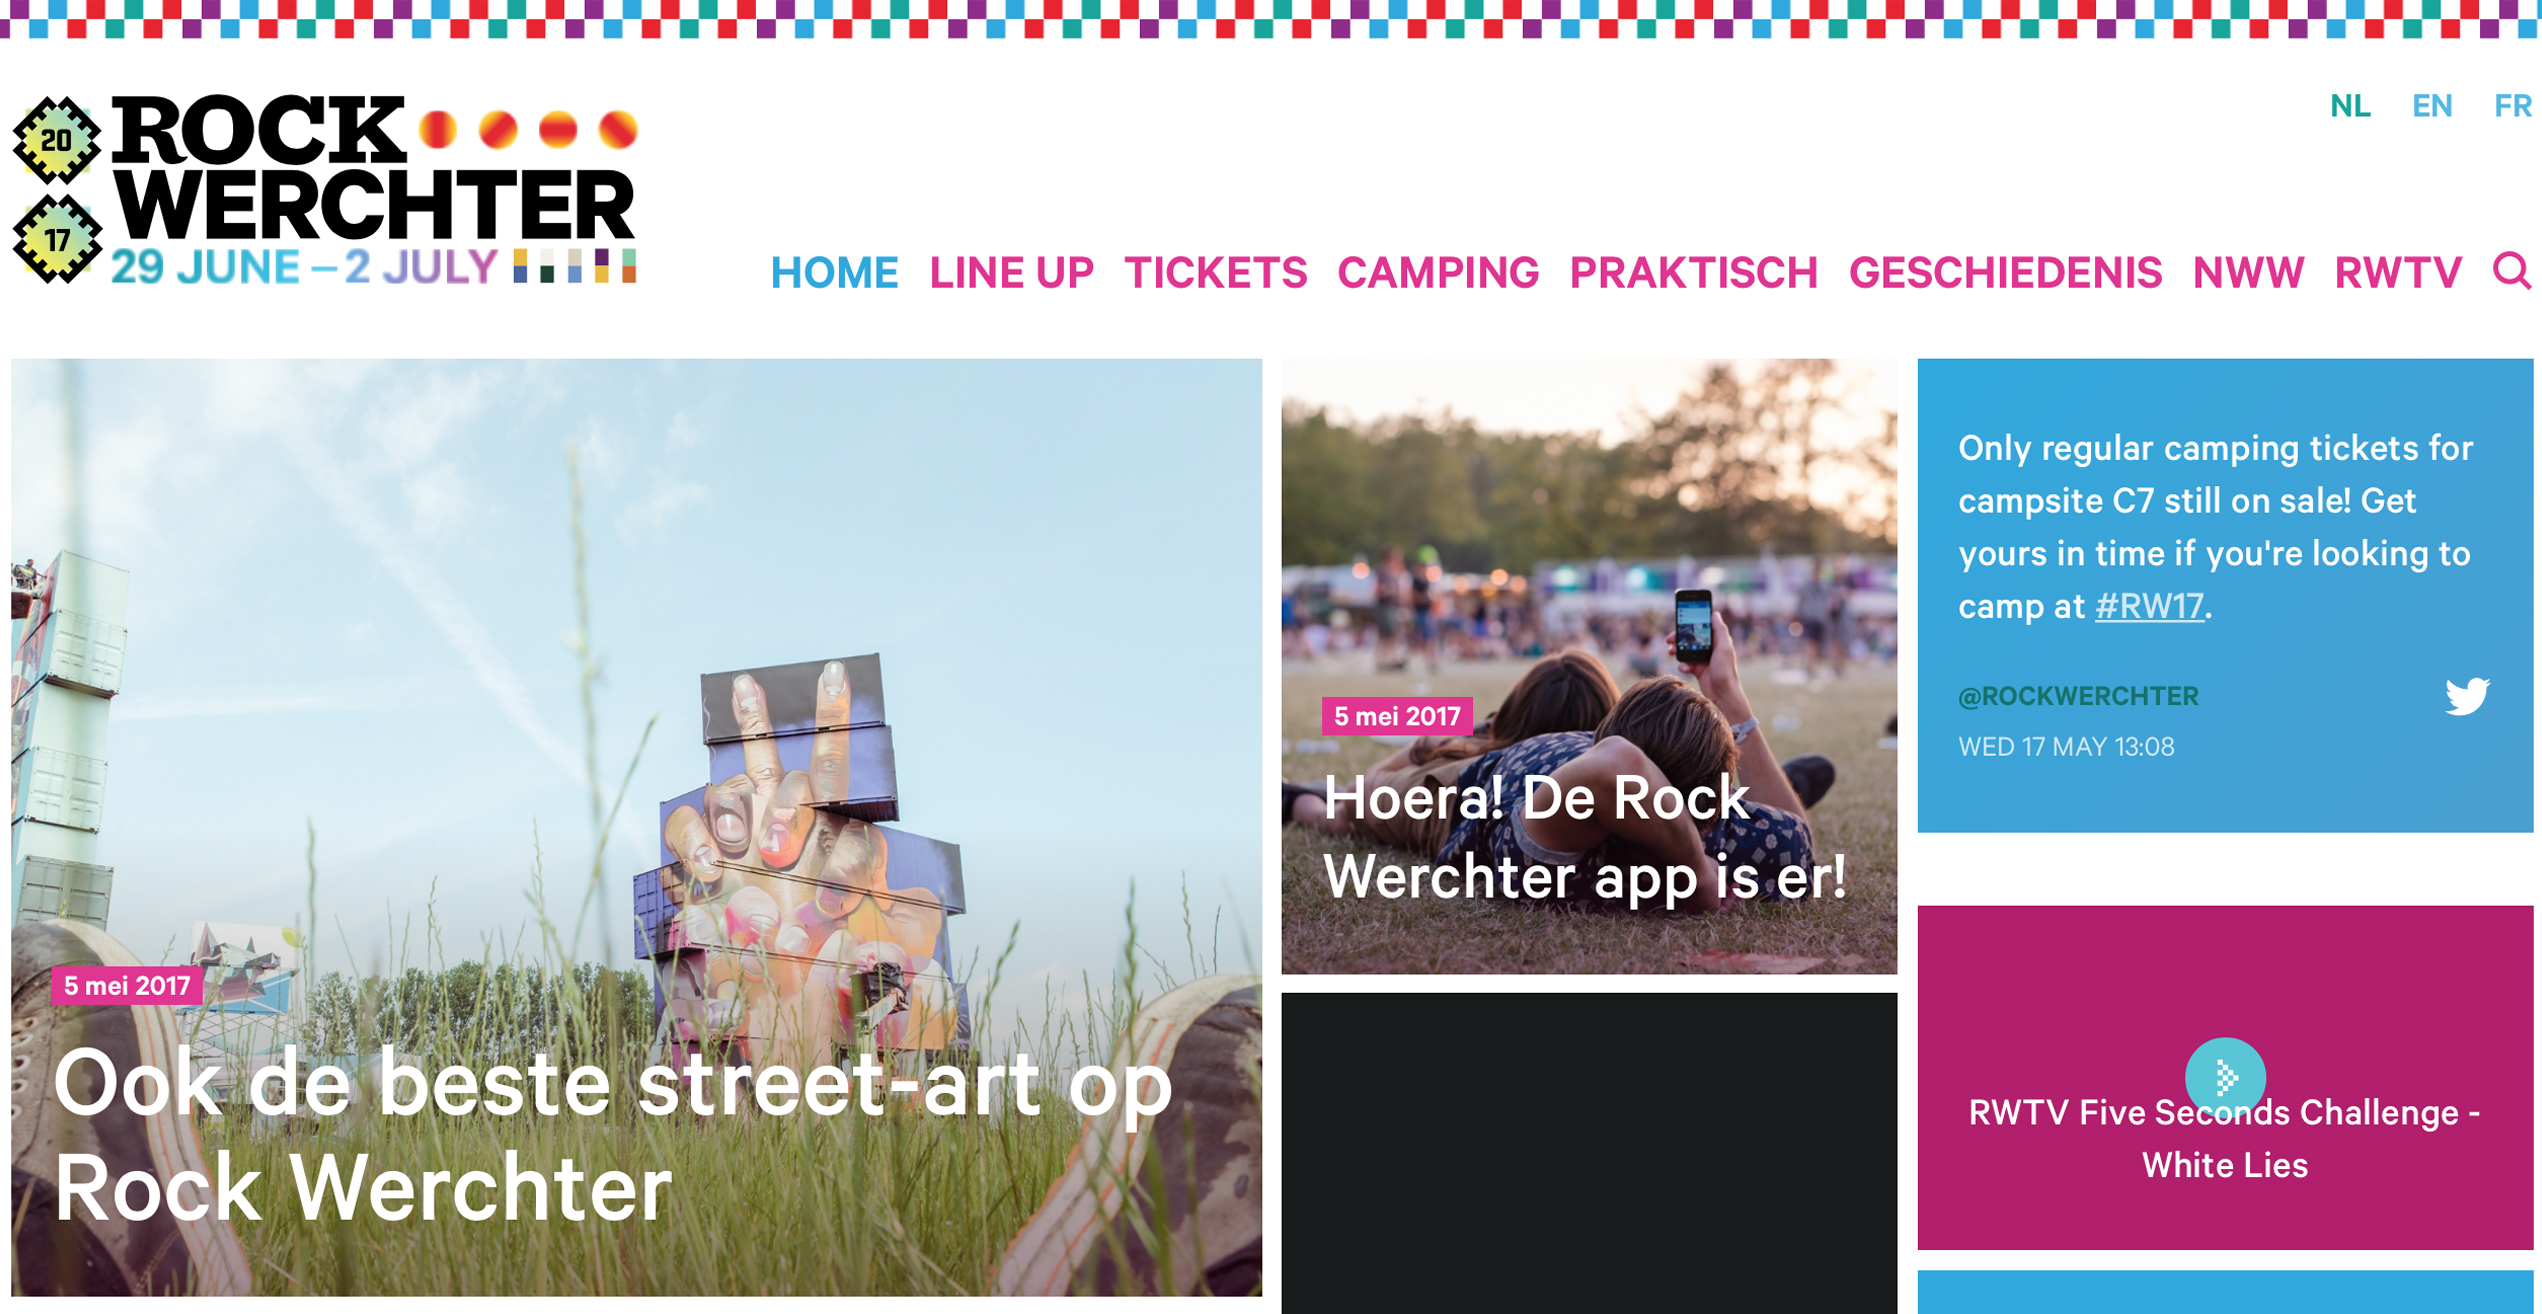 20
17
ROCK
WERCHTER
29 JUNE – 2 JULY
NL EN FR
HOME LINE UP TICKETS CAMPING PRAKTISCH GESCHIEDENIS NWW RWTV
5 mei 2017
Ook de beste street-art op
Rock Werchter
5 mei 2017
Hoera! De Rock
Werchter app is er!
Only regular camping tickets for
campsite C7 still on sale! Get
yours in time if you're looking to
camp at #RW17.
@ROCKWERCHTER
WED 17 MAY 13:08
RWTV Five Seconds Challenge -
White Lies